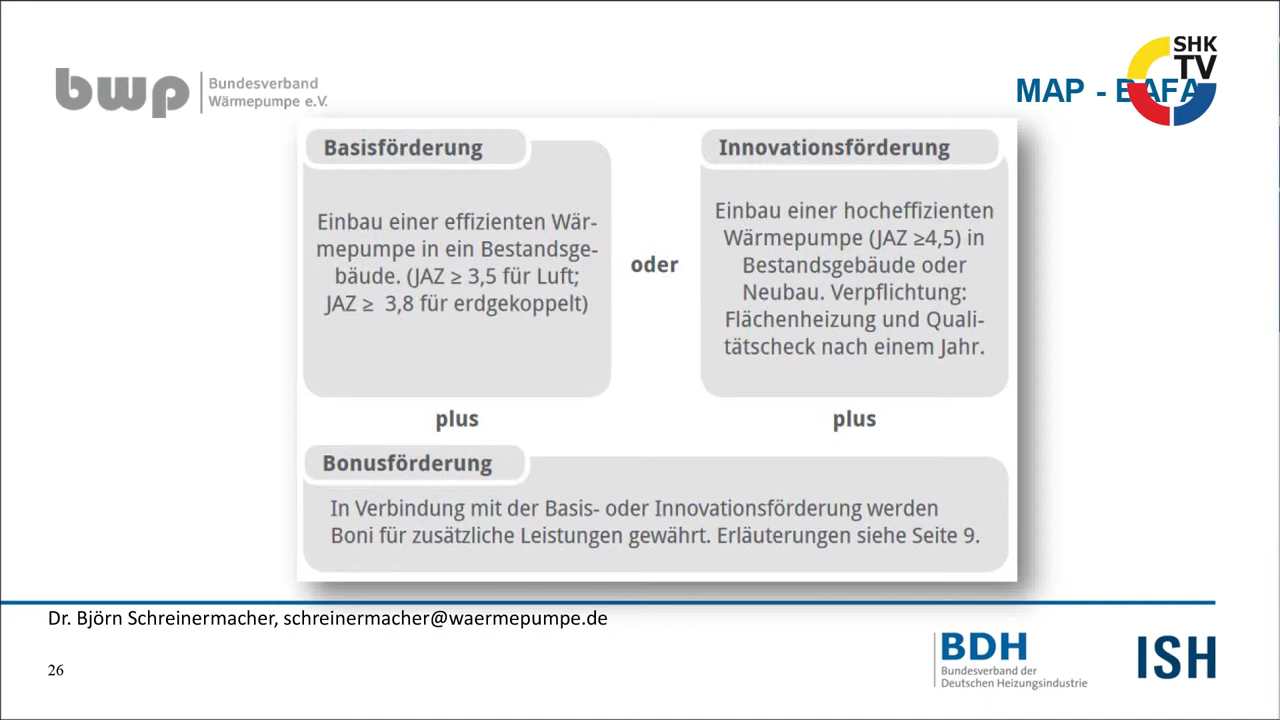 bwp
Bundesverband
Wärmepumpe e.V.
SHK
TV
MAP - BAFA
Basisförderung
Einbau einer effizienten Wär-
mepumpe in ein Bestandsge-
bäude. (JAZ ≥ 3,5 für Luft;
JAZ ≥ 3,8 für erdgekoppelt)
oder
Innovationsförderung
Einbau einer hocheffizienten
Wärmepumpe (JAZ ≥4,5) in
Bestandsgebäude oder
Neubau. Verpflichtung:
Flächenheizung und Quali-
tätscheck nach einem Jahr.
plus
plus
Bonusförderung
In Verbindung mit der Basis- oder Innovationsförderung werden
Boni für zusätzliche Leistungen gewährt. Erläuterungen siehe Seite 9.
Dr. Björn Schreinermacher, schreinermacher@waermepumpe.de
26
BDH
Bundesverband der
Deutschen Heizungsindustrie
ISH